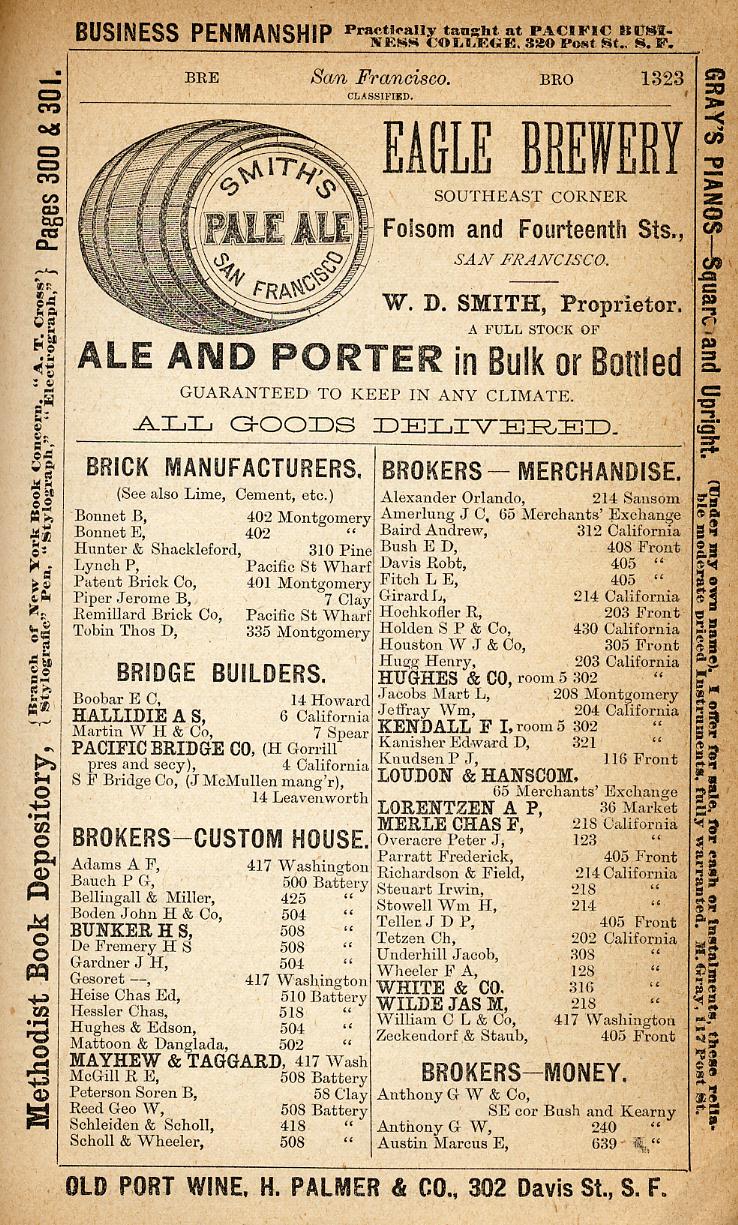 BUSINESS PENMANSHIP Practically taught at PACIFIC BUSI-
NESS COLLEGE, 320 Post St., S. F.
BRE San Francisco. BRO 1323
CLASSIFIED.
SMITH'S
PALE ALE
SAN FRANCISCO
EAGLE BREWERY
SOUTHEAST CORNER
Folsom and Fourteenth Sts.,
SAN FRANCISCO.
W. D. SMITH, Proprietor.
A FULL STOCK OF
ALE AND PORTER in Bulk or Bottled
GUARANTEED TO KEEP IN ANY CLIMATE.
ALL GOODS DELIVERED.
BRICK MANUFACTURERS.
(See also Lime, Cement, etc.)
Bonnet B, 402 Montgomery
Bonnet E, 402 “
Hunter & Shackleford, 310 Pine
Lynch P, Pacific St Wharf
Patent Brick Co, 401 Montgomery
Piper Jerome B, 7 Clay
Remillard Brick Co, Pacific St Wharf
Tobin Thos D, 335 Montgomery
BRIDGE BUILDERS.
Boobar E C, 14 Howard
HALLIDIE A S, 6 California
Martin W H & Co, 7 Spear
PACIFIC BRIDGE CO, (H Gorrill
pres and secy), 4 California
S F Bridge Co, (J McMullen mang'r),
14 Leavenworth
BROKERS—CUSTOM HOUSE.
Adams A F, 417 Washington
Bauch P G, 500 Battery
Bellingall & Miller, 425 “
Boden John H & Co, 504 “
BUNKER H S, 508 “
De Fremery H S 508 “
Gardner J H, 504 “
Gesoret —, 417 Washington
Heise Chas Ed, 510 Battery
Hessler Chas, 518 “
Hughes & Edson, 504 “
Mattoon & Danglada, 502 “
MAYHEW & TAGGARD, 417 Wash
McGill R E, 508 Battery
Peterson Soren B, 58 Clay
Reed Geo W, 508 Battery
Schleiden & Scholl, 418 “
Scholl & Wheeler, 508 “
BROKERS — MERCHANDISE.
Alexander Orlando, 214 Sansom
Amerlung J C, 65 Merchants' Exchange
Baird Andrew, 312 California
Bush E D, 408 Front
Davis Robt, 405 “
Fitch L E, 405 “
Girard L, 214 California
Hochkofler R, 203 Front
Holden S P & Co, 430 California
Houston W J & Co, 305 Front
Hugg Henry, 203 California
HUGHES & CO, room 5 302 “
Jacobs Mart L, 208 Montgomery
Jeffray Wm, 204 California
KENDALL F I, room 5 302 “
Kanisher Edward D, 321 “
Knudsen P J, 116 Front
LOUDON & HANSCOM,
65 Merchants' Exchange
LORENTZEN A P, 36 Market
MERLE CHAS F, 218 California
Overacre Peter J, 123 “
Parratt Frederick, 405 Front
Richardson & Field, 214 California
Steuart Irwin, 218 “
Stowell Wm H, 214 “
Teller J D P, 405 Front
Tetzen Ch, 202 California
Underhill Jacob, 308 “
Wheeler F A, 128 “
WHITE & CO. 316 “
WILDE JAS M, 218 “
William C L & Co, 417 Washington
Zeckendorf & Staub, 405 Front
BROKERS—MONEY.
Anthony G W & Co,
SE cor Bush and Kearny
Anthony G W, 240 “
Austin Marcus E, 639 “
Methodist Book Depository, {Branch of New York Book Concern. “A. T. Cross’} Pages 300 & 301.
{Stylografic” Pen, “Stylograph,” “Electrograph,”}
GRAY'S PIANOS—Square and Upright. (Under my own name). I offer for sale, for cash or instalments, these relia-
ble moderate priced Instruments, fully warranted. M. Gray, 117 Post St.
OLD PORT WINE, H. PALMER & CO., 302 Davis St., S. F.